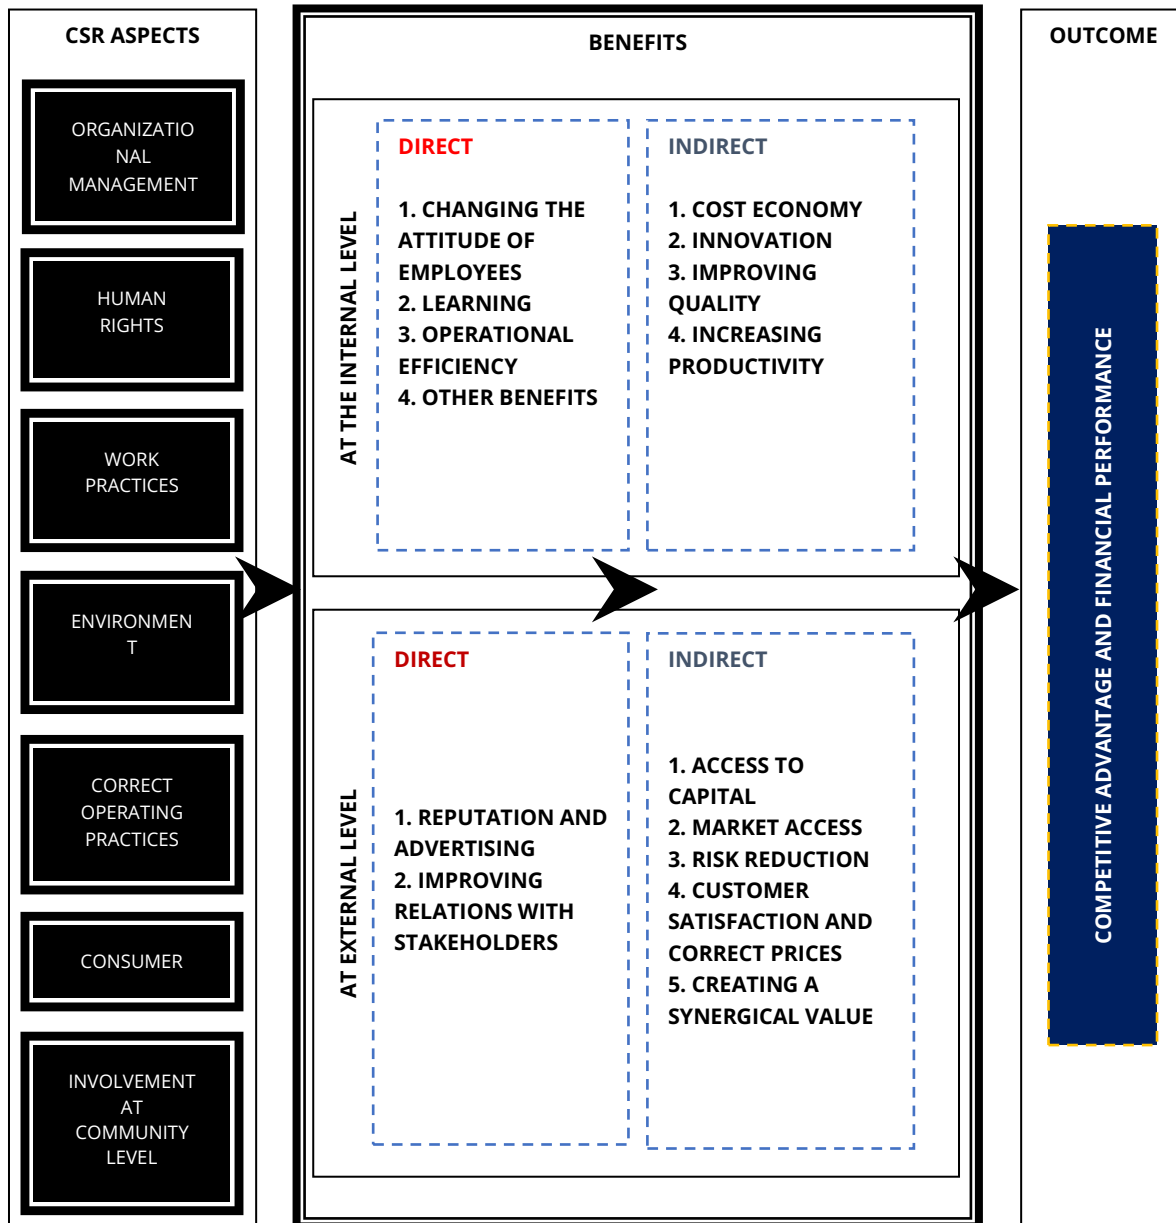 CSR ASPECTS
ORGANIZATIO
NAL
MANAGEMENT
HUMAN
RIGHTS
WORK
PRACTICES
ENVIRONMEN
T
CORRECT
OPERATING
PRACTICES
CONSUMER
INVOLVEMENT
AT
COMMUNITY
LEVEL
BENEFITS
AT THE INTERNAL LEVEL
DIRECT
1. CHANGING THE
ATTITUDE OF
EMPLOYEES
2. LEARNING
3. OPERATIONAL
EFFICIENCY
4. OTHER BENEFITS
INDIRECT
1. COST ECONOMY
2. INNOVATION
3. IMPROVING
QUALITY
4. INCREASING
PRODUCTIVITY
AT EXTERNAL LEVEL
DIRECT
1. REPUTATION AND
ADVERTISING
2. IMPROVING
RELATIONS WITH
STAKEHOLDERS
INDIRECT
1. ACCESS TO
CAPITAL
2. MARKET ACCESS
3. RISK REDUCTION
4. CUSTOMER
SATISFACTION AND
CORRECT PRICES
5. CREATING A
SYNERGICAL VALUE
OUTCOME
COMPETITIVE ADVANTAGE AND FINANCIAL PERFORMANCE